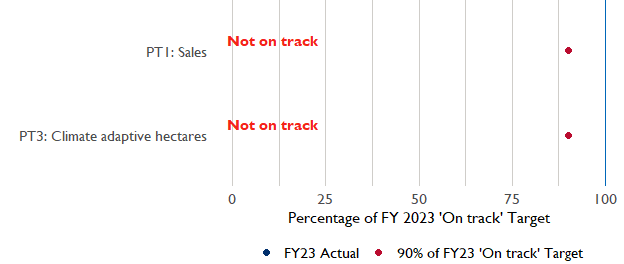 Not on track
PT1: Sales
Not on track
PT3: Climate adaptive hectares
0 25 50 75 100
Percentage of FY 2023 'On track' Target
FY23 Actual 90% of FY23 'On track' Target